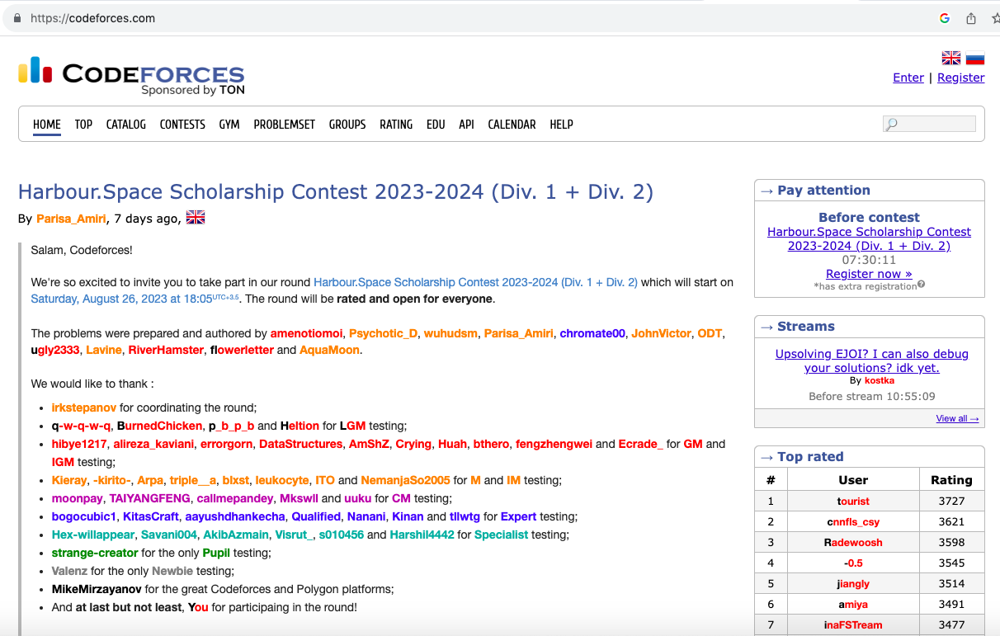 https://codeforces.com
CODEFORCES
Sponsored by TON
Enter | Register
HOME TOP CATALOG CONTESTS GYM PROBLEMSET GROUPS RATING EDU API CALENDAR HELP
Harbour.Space Scholarship Contest 2023-2024 (Div. 1 + Div. 2)
By Parisa_Amiri, 7 days ago,
Salam, Codeforces!
We're so excited to invite you to take part in our round Harbour.Space Scholarship Contest 2023-2024 (Div. 1 + Div. 2) which will start on
Saturday, August 26, 2023 at 18:05UTC+3.5. The round will be rated and open for everyone.
The problems were prepared and authored by amenotiomoi, Psychotic_D, wuhudsm, Parisa_Amiri, chromate00, JohnVictor, ODT,
ugly2333, Lavine, RiverHamster, flowerletter and AquaMoon.
We would like to thank :
• irkstepanov for coordinating the round;
• q-w-q-w-q, BurnedChicken, p_b_p_b and Heltion for LGM testing;
• hibye1217, alireza_kaviani, errorgorn, DataStructures, AmShZ, Crying, Huah, bthero, fengzhengwei and Ecrade_ for GM and
IGM testing;
• Kieray, -kirito-, Arpa, triple__a, blxst, leukocyte, ITO and NemanjaSo2005 for M and IM testing;
• moonpay, TAIYANGFENG, callmepandey, Mkswll and uuku for CM testing;
• bogocubic1, KitasCraft, aayushdhankecha, Qualified, Nanani, Kinan and tllwtg for Expert testing;
• Hex-willappear, Savani004, AkibAzmain, Visrut_, s010456 and Harshil4442 for Specialist testing;
• strange-creator for the only Pupil testing;
• Valenz for the only Newbie testing;
• MikeMirzayanov for the great Codeforces and Polygon platforms;
• And at last but not least, You for participaing in the round!
→ Pay attention
Before contest
Harbour.Space Scholarship Contest
2023-2024 (Div. 1 + Div. 2)
07:30:11
Register now »
*has extra registration?
→ Streams
Upsolving EJOI? I can also debug
your solutions? idk yet.
By kostka
Before stream 10:55:09
View all →
→ Top rated
# User Rating
1 tourist 3727
2 cnnfls_csy 3621
3 Radewoosh 3598
4 -0.5 3545
5 jiangly 3514
6 amiya 3491
7 inaFSTream 3477